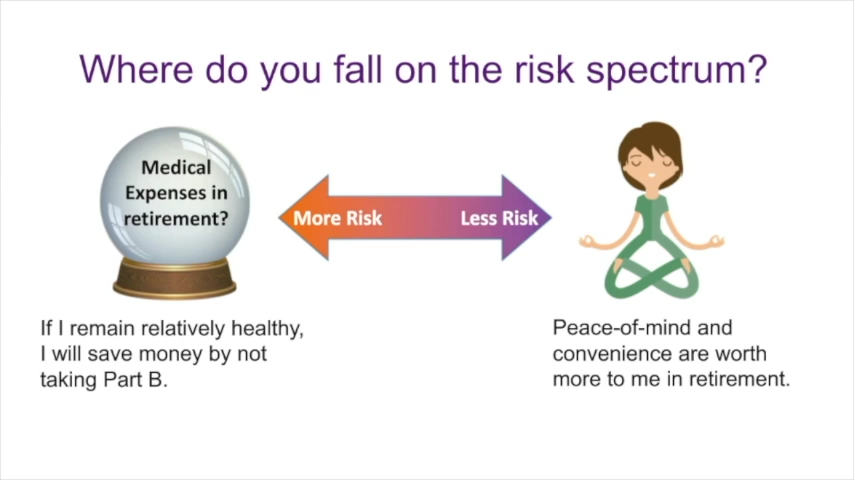 Where do you fall on the risk spectrum?
Medical
Expenses in
retirement?
More Risk
Less Risk
If I remain relatively healthy,
I will save money by not
taking Part B.
Peace-of-mind and
convenience are worth
more to me in retirement.